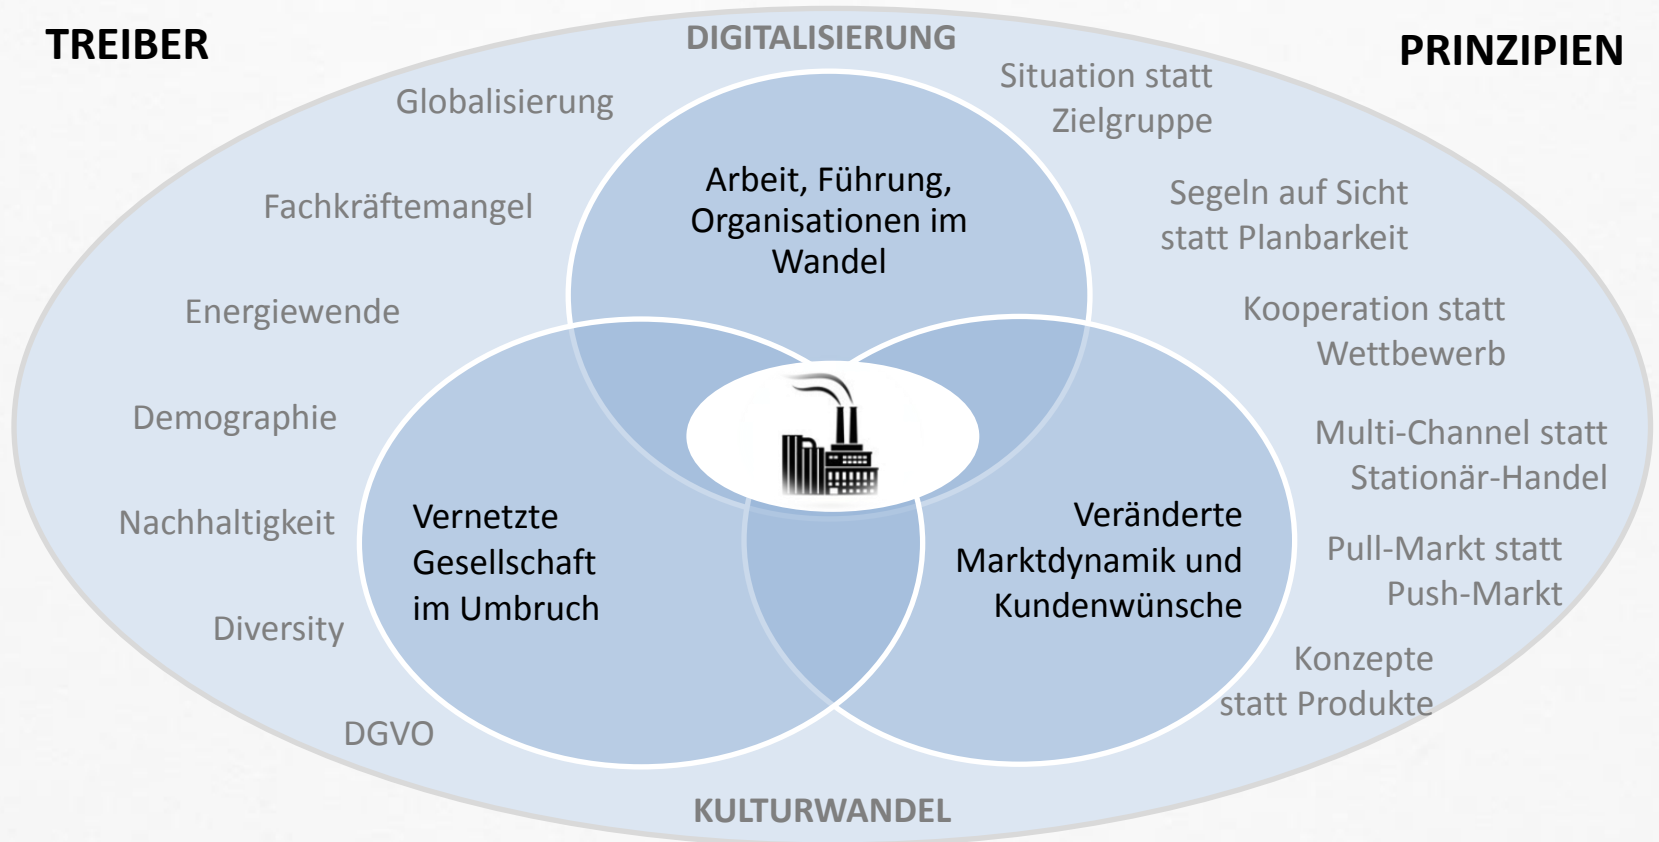 TREIBER
DIGITALISIERUNG
PRINZIPIEN
Globalisierung
Fachkräftemangel
Energiewende
Demographie
Nachhaltigkeit
Diversity
DGVO
Arbeit, Führung,
Organisationen im
Wandel
Vernetzte
Gesellschaft
im Umbruch
Veränderte
Marktdynamik und
Kundenwünsche
Situation statt
Zielgruppe
Segeln auf Sicht
statt Planbarkeit
Kooperation statt
Wettbewerb
Multi-Channel statt
Stationär-Handel
Pull-Markt statt
Push-Markt
Konzepte
statt Produkte
KULTURWANDEL